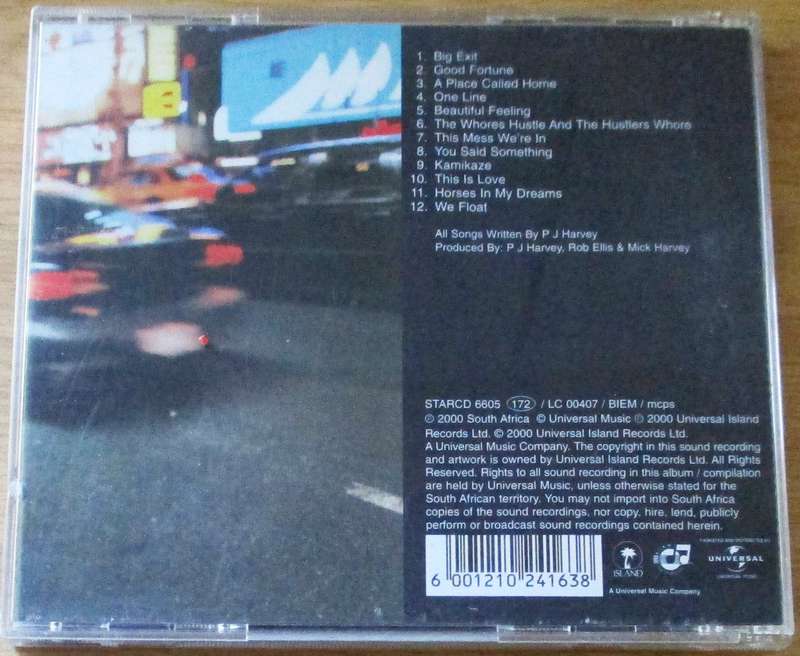 1. Big Exit
2. Good Fortune
3. A Place Called Home
4. One Line
5. Beautiful Feeling
6. The Whores Hustle And The Hustlers Whore
7. This Mess We're In
8. You Said Something
9. Kamikaze
10. This Is Love
11. Horses In My Dreams
12. We Float
All Songs Written By P J Harvey
Produced By: P J Harvey, Rob Ellis & Mick Harvey
STARCD 6605 172 / LC 00407 / BIEM / mcps
℗ 2000 South Africa © Universal Music ℗ 2000 Universal Island
Records Ltd. © 2000 Universal Island Records Ltd.
A Universal Music Company. The copyright in this sound recording
and artwork is owned by Universal Island Records Ltd. All Rights
Reserved. Rights to all sound recording in this album / compilation
are held by Universal Music, unless otherwise stated for the
South African territory. You may not import into South Africa
copies of the sound recordings, nor copy, hire, lend, publicly
perform or broadcast sound recordings contained herein.
6 001210 241638
ISLAND
UNIVERSAL
A Universal Music Company